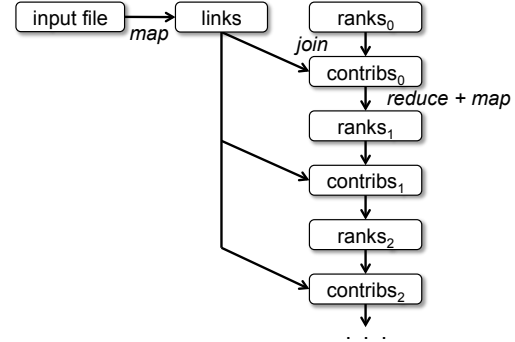 input file
map
links
ranks₀
join
contribs₀
reduce + map
ranks₁
contribs₁
ranks₂
contribs₂
. . .